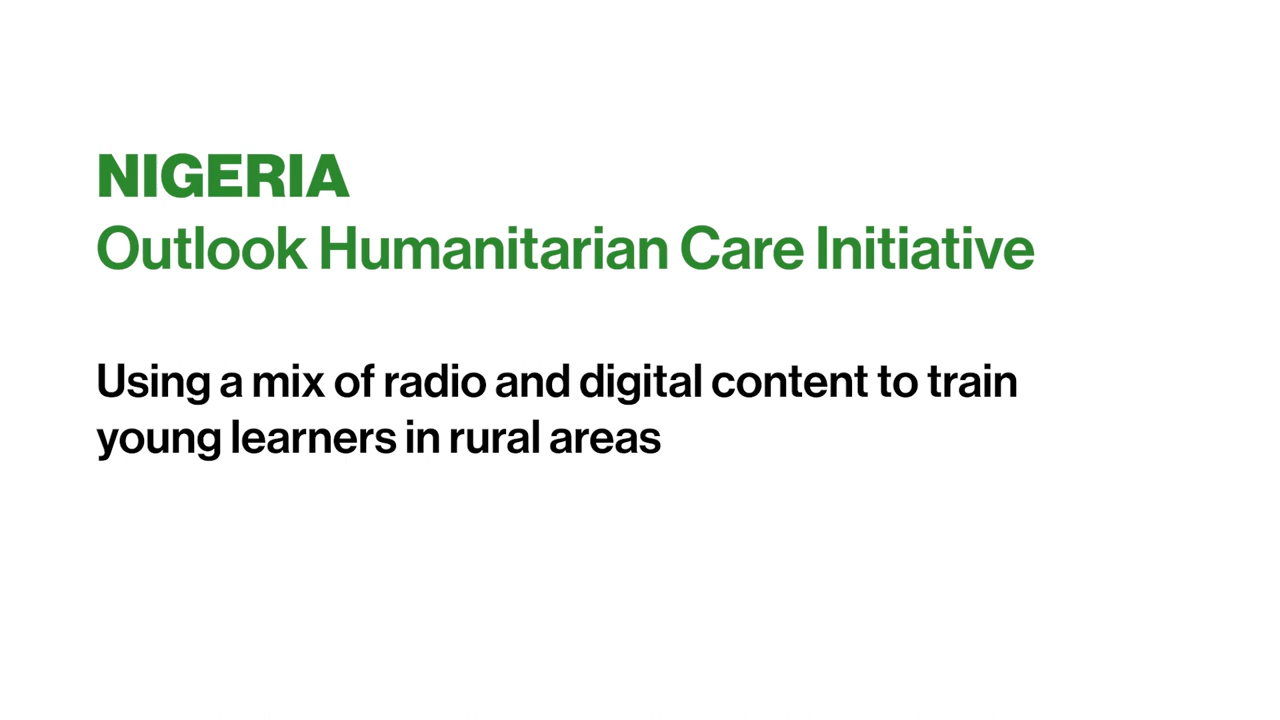 NIGERIA
Outlook Humanitarian Care Initiative
Using a mix of radio and digital content to train
young learners in rural areas